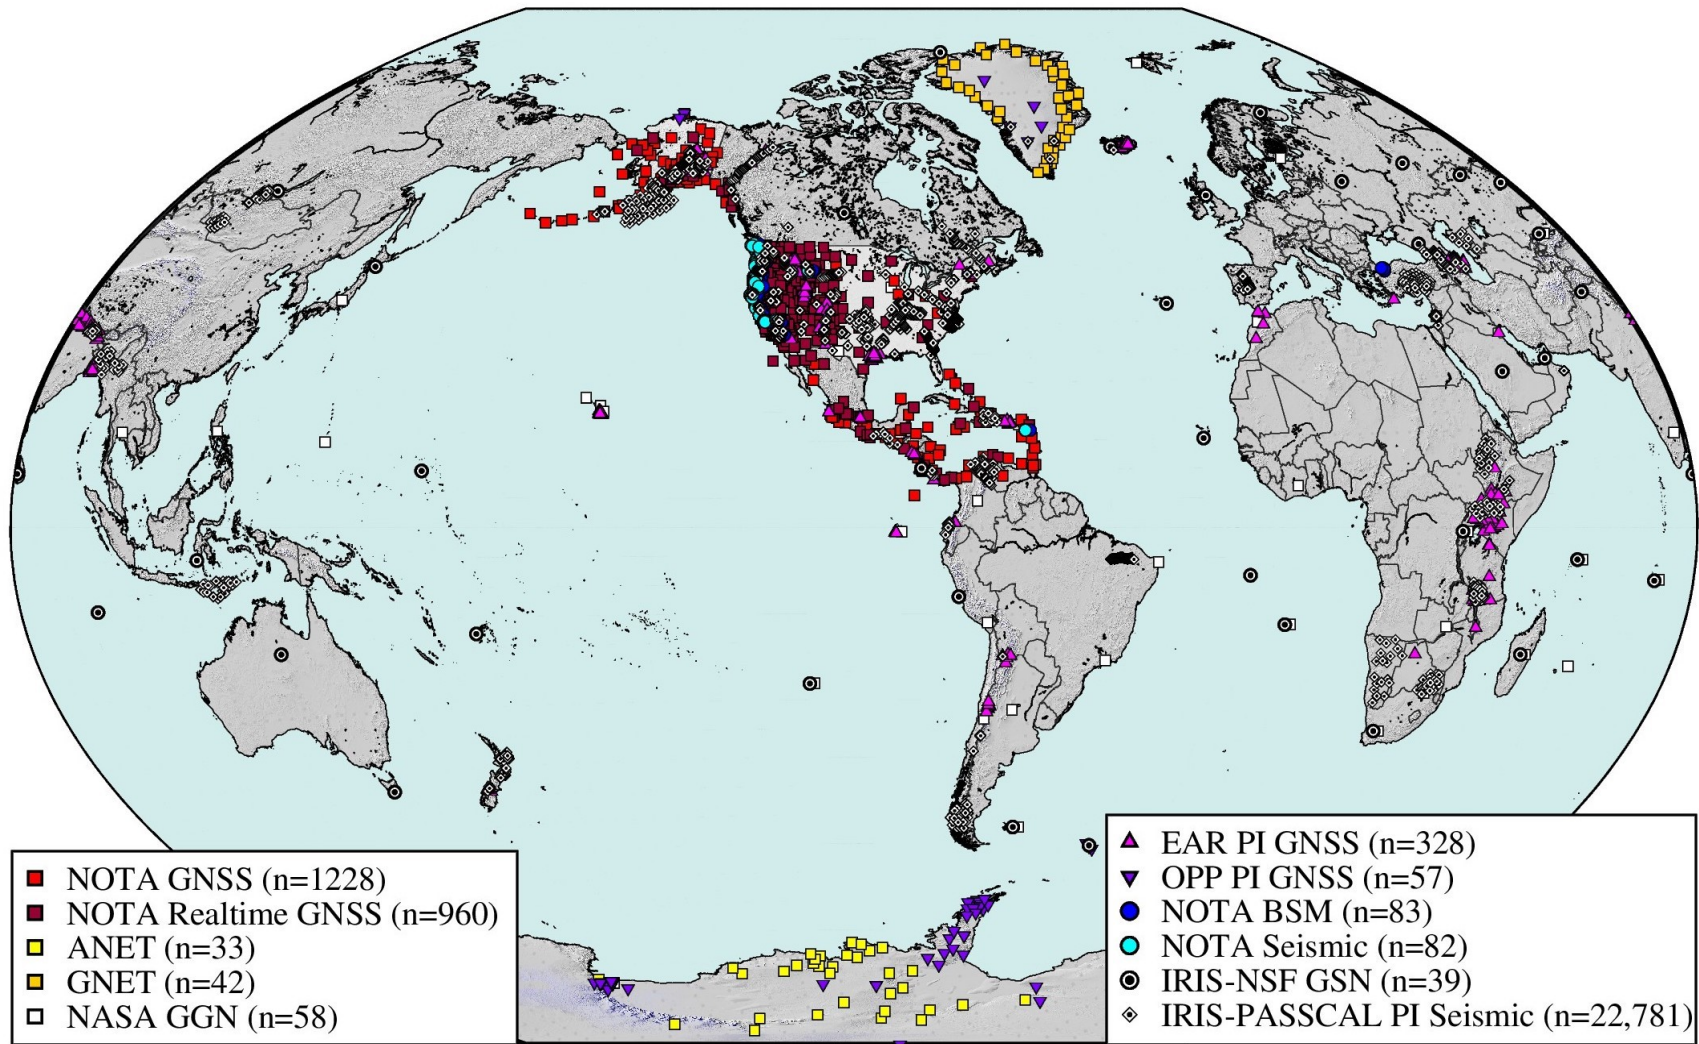 NOTA GNSS (n=1228)
NOTA Realtime GNSS (n=960)
ANET (n=33)
GNET (n=42)
NASA GGN (n=58)
EAR PI GNSS (n=328)
OPP PI GNSS (n=57)
NOTA BSM (n=83)
NOTA Seismic (n=82)
IRIS-NSF GSN (n=39)
IRIS-PASSCAL PI Seismic (n=22,781)